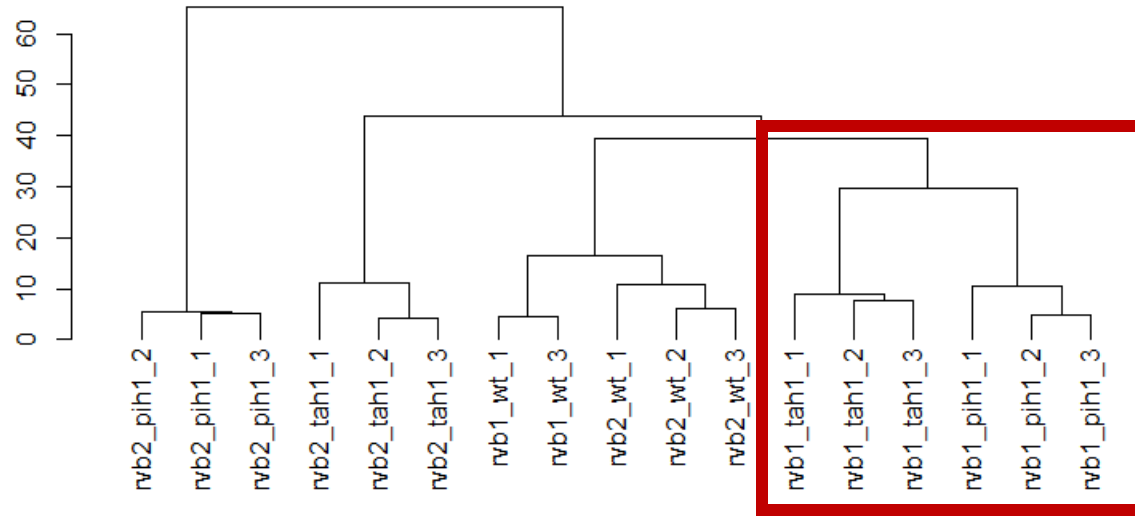 60
50
40
30
20
10
0
rvb2_pih1_2
rvb2_pih1_1
rvb2_pih1_3
rvb2_tah1_1
rvb2_tah1_2
rvb2_tah1_3
rvb1_wt_1
rvb1_wt_3
rvb2_wt_1
rvb2_wt_2
rvb2_wt_3
rvb1_tah1_1
rvb1_tah1_2
rvb1_tah1_3
rvb1_pih1_1
rvb1_pih1_2
rvb1_pih1_3